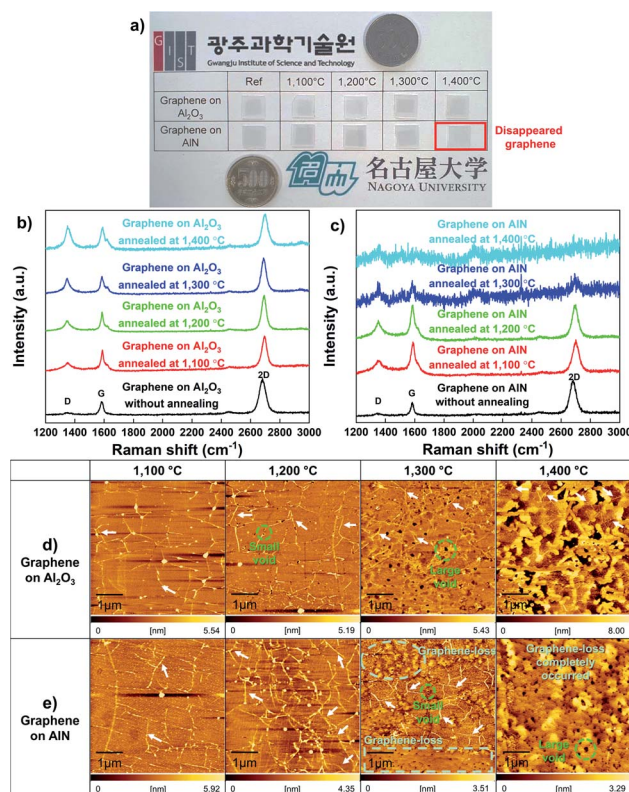 a)
GIST 광주과학기술원
Gwangju Institute of Science and Technology
Ref 1,100°C 1,200°C 1,300°C 1,400°C
Graphene on Al₂O₃
Graphene on AlN
Disappeared graphene
500
名大
名古屋大学
NAGOYA UNIVERSITY
b)
Intensity (a.u.)
Graphene on Al₂O₃
annealed at 1,400 °C
Graphene on Al₂O₃
annealed at 1,300 °C
Graphene on Al₂O₃
annealed at 1,200 °C
Graphene on Al₂O₃
annealed at 1,100 °C
D G 2D
Graphene on Al₂O₃
without annealing
1200 1400 1600 1800 2000 2200 2400 2600 2800 3000
Raman shift (cm⁻¹)
c)
Intensity (a.u.)
Graphene on AlN
annealed at 1,400 °C
Graphene on AlN
annealed at 1,300 °C
Graphene on AlN
annealed at 1,200 °C
Graphene on AlN
annealed at 1,100 °C
D G 2D
Graphene on AlN
without annealing
1200 1400 1600 1800 2000 2200 2400 2600 2800 3000
Raman shift (cm⁻¹)
1,100 °C 1,200 °C 1,300 °C 1,400 °C
d)
Graphene
on Al₂O₃
1µm
0 [nm] 5.54
Small
void
1µm
0 [nm] 5.19
Large
void
1µm
0 [nm] 5.43
1µm
0 [nm] 8.00
e)
Graphene
on AlN
1µm
0 [nm] 5.92
1µm
0 [nm] 4.35
Graphene-loss
Small
void
Graphene-loss
1µm
0 [nm] 3.51
Graphene-loss
completely
occurred
Large
void
1µm
0 [nm] 3.29